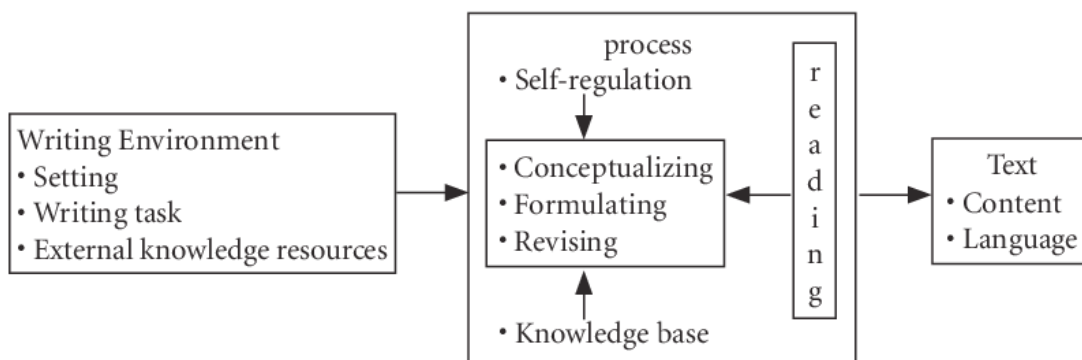 Writing Environment
• Setting
• Writing task
• External knowledge resources
process
• Self-regulation
• Conceptualizing
• Formulating
• Revising
• Knowledge base
reading
Text
• Content
• Language